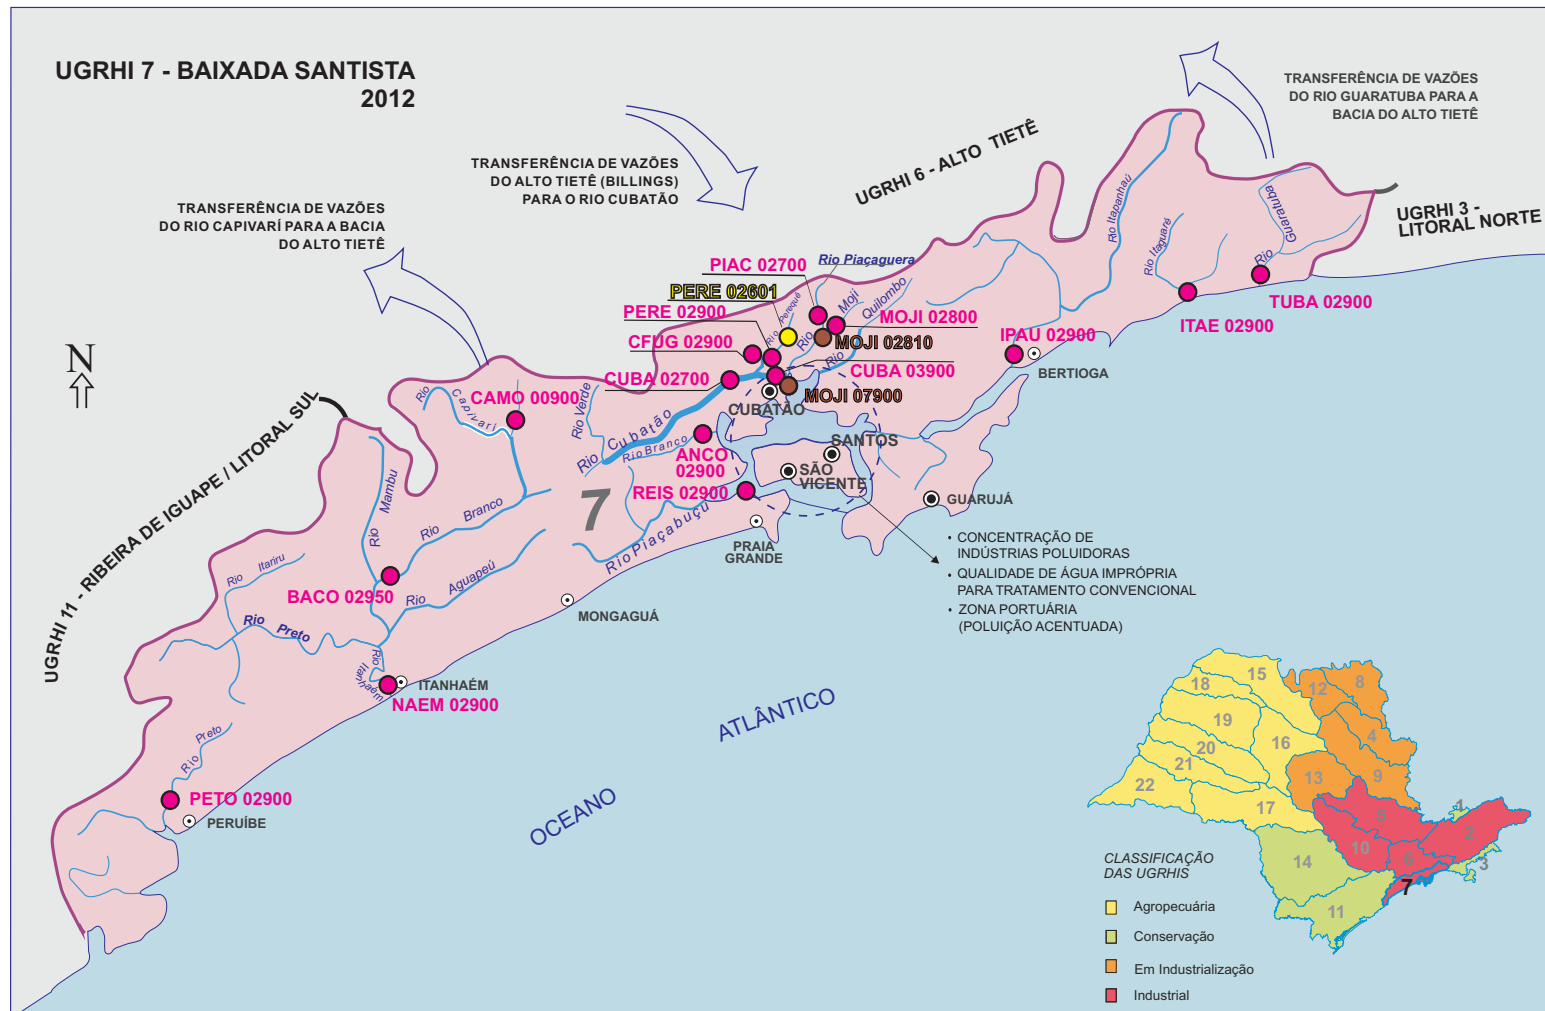 UGRHI 7 - BAIXADA SANTISTA
2012
TRANSFERÊNCIA DE VAZÕES
DO RIO GUARATUBA PARA A
BACIA DO ALTO TIETÊ
TRANSFERÊNCIA DE VAZÕES
DO ALTO TIETÊ (BILLINGS)
PARA O RIO CUBATÃO
TRANSFERÊNCIA DE VAZÕES
DO RIO CAPIVARÍ PARA A BACIA
DO ALTO TIETÊ
UGRHI 6 - ALTO TIETÊ
UGRHI 3 -
LITORAL NORTE
UGRHI 11 - RIBEIRA DE IGUAPE / LITORAL SUL
N
Rio Itapanhaú
Rio Itaguaré
Rio Guaratuba
Rio Piaçaguera
PIAC 02700
PERE 02601
PERE 02900
CFUG 02900
CUBA 02700
Rio Perequê
Rio Moji
Rio Quilombo
MOJI 02800
MOJI 02810
CUBA 03900
MOJI 07900
CUBATÃO
IPAU 02900
BERTIOGA
ITAE 02900
TUBA 02900
Rio Capivari
CAMO 00900
Rio Verde
Rio Cubatão
Rio Branco
ANCO
02900
REIS 02900
SANTOS
SÃO
VICENTE
GUARUJÁ
7
Rio Mambu
Rio Branco
Rio Piaçabuçu
PRAIA
GRANDE
Rio Itariru
BACO 02950
Rio Aguapeú
MONGAGUÁ
Rio Preto
Rio
ITANHAÉM
NAEM 02900
Rio Preto
PETO 02900
PERUÍBE
• CONCENTRAÇÃO DE
INDÚSTRIAS POLUIDORAS
• QUALIDADE DE ÁGUA IMPRÓPRIA
PARA TRATAMENTO CONVENCIONAL
• ZONA PORTUÁRIA
(POLUIÇÃO ACENTUADA)
OCEANO
ATLÂNTICO
15
18
12
8
19
4
16
20
21
13
9
22
17
1
5
2
10
6
14
3
7
11
CLASSIFICAÇÃO
DAS UGRHIS
Agropecuária
Conservação
Em Industrialização
Industrial